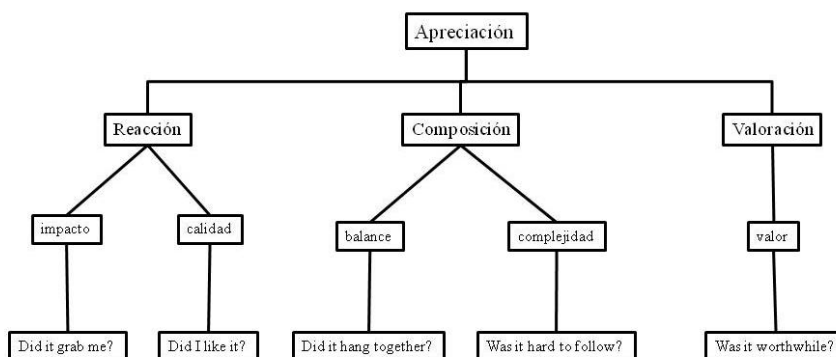 Apreciación
Reacción
Composición
Valoración
impacto
calidad
balance
complejidad
valor
Did it grab me?
Did I like it?
Did it hang together?
Was it hard to follow?
Was it worthwhile?